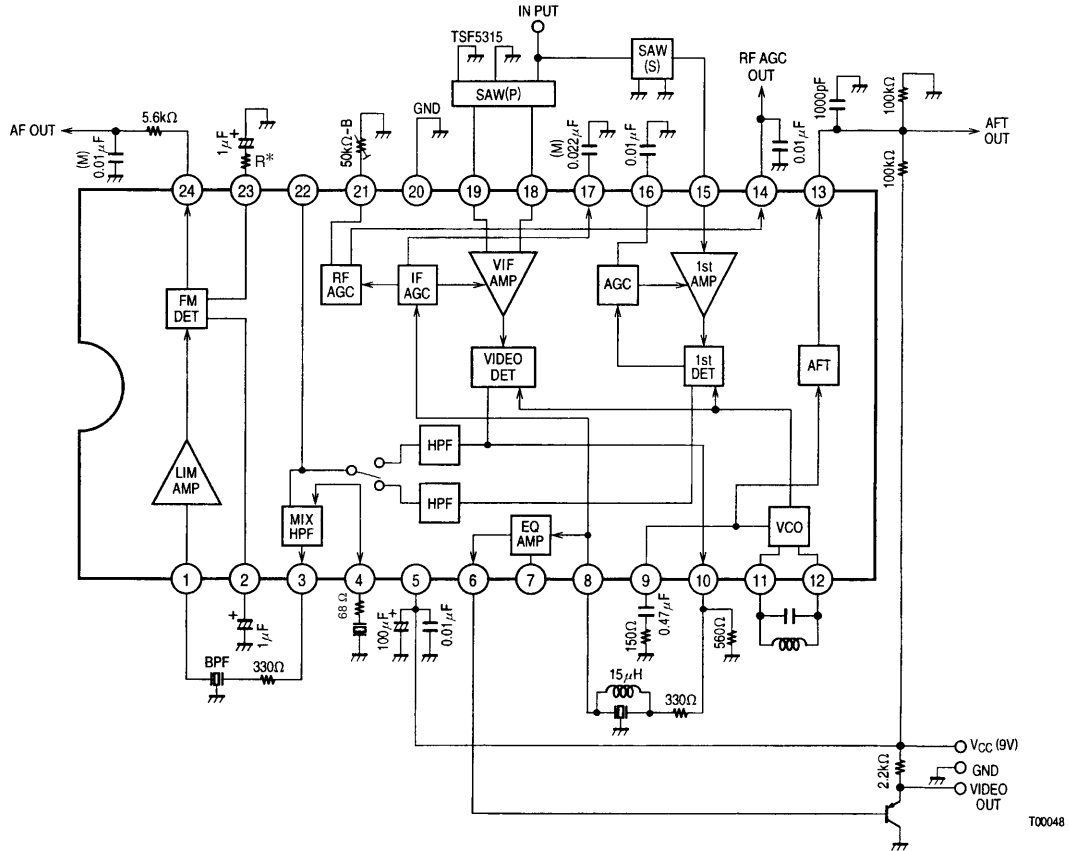 IN PUT
TSF5315
SAW
(S)
SAW(P)
RF AGC
OUT
1000pF
100kΩ
AF OUT
5.6kΩ
(M)
0.01μF
1μF
+
R*
50kΩ-B
GND
(M)
0.022μF
0.01μF
0.01μF
AFT
OUT
100kΩ
24
23
22
21
20
19
18
17
16
15
14
13
FM
DET
RF
AGC
IF
AGC
VIF
AMP
AGC
1st
AMP
VIDEO
DET
1st
DET
AFT
HPF
HPF
LIM
AMP
MIX
HPF
EQ
AMP
VCO
1
2
3
4
5
6
7
8
9
10
11
12
+
1μF
68Ω
100μF
+
0.01μF
150Ω
0.47μF
560Ω
BPF
330Ω
15μH
330Ω
VCC (9V)
2.2kΩ
GND
VIDEO
OUT
T00048